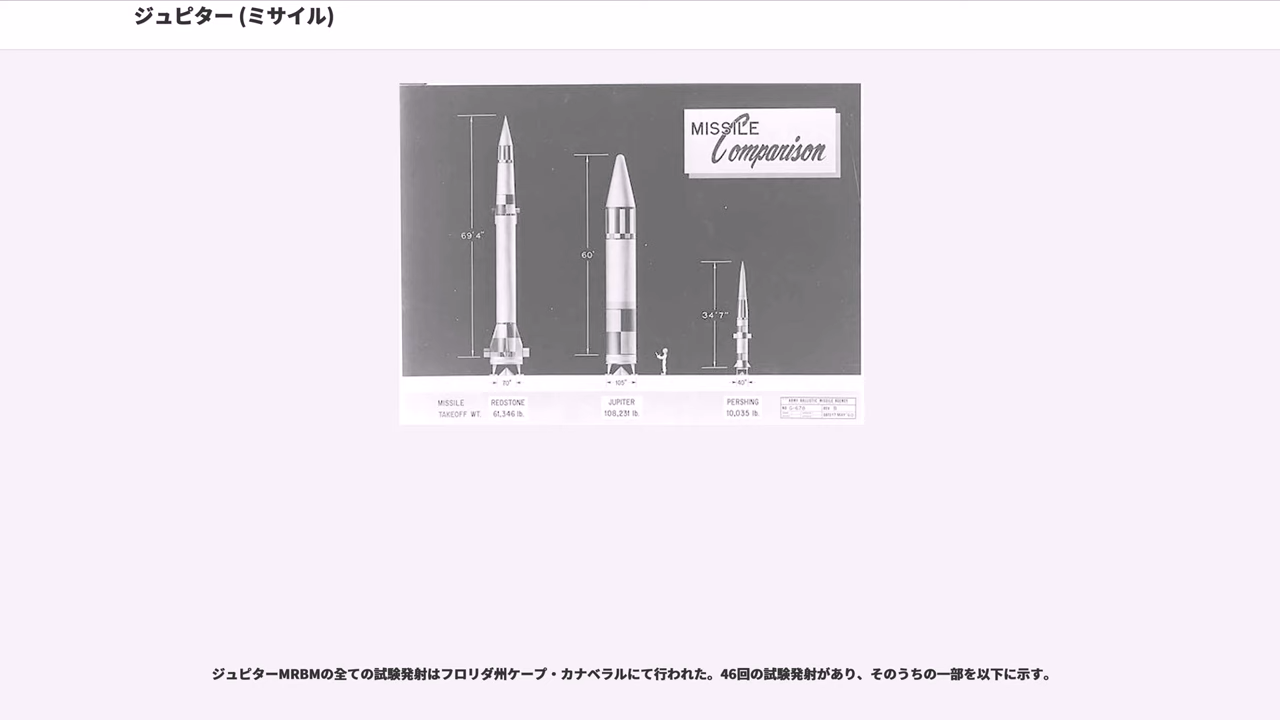 ジュピター (ミサイル)
MISSILE
Comparison
69'4"
60'
34'7"
70"
105"
40"
MISSILE REDSTONE JUPITER PERSHING
TAKEOFF WT. 61,346 lb. 108,231 lb. 10,035 lb.
ARMY BALLISTIC MISSILE AGENCY
ジュピターMRBMの全ての試験発射はフロリダ州ケープ・カナベラルにて行われた。46回の試験発射があり、そのうちの一部を以下に示す。